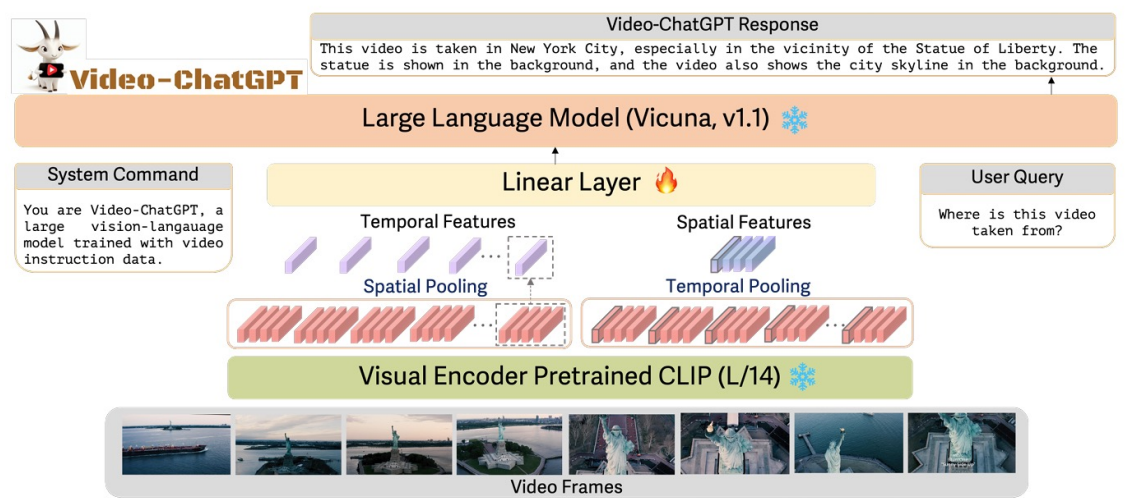 Video-ChatGPT
Video-ChatGPT Response
This video is taken in New York City, especially in the vicinity of the Statue of Liberty. The
statue is shown in the background, and the video also shows the city skyline in the background.
Large Language Model (Vicuna, v1.1)
System Command
You are Video-ChatGPT, a
large vision-langauage
model trained with video
instruction data.
Linear Layer
User Query
Where is this video
taken from?
Temporal Features
Spatial Features
Spatial Pooling
Temporal Pooling
Visual Encoder Pretrained CLIP (L/14)
Video Frames